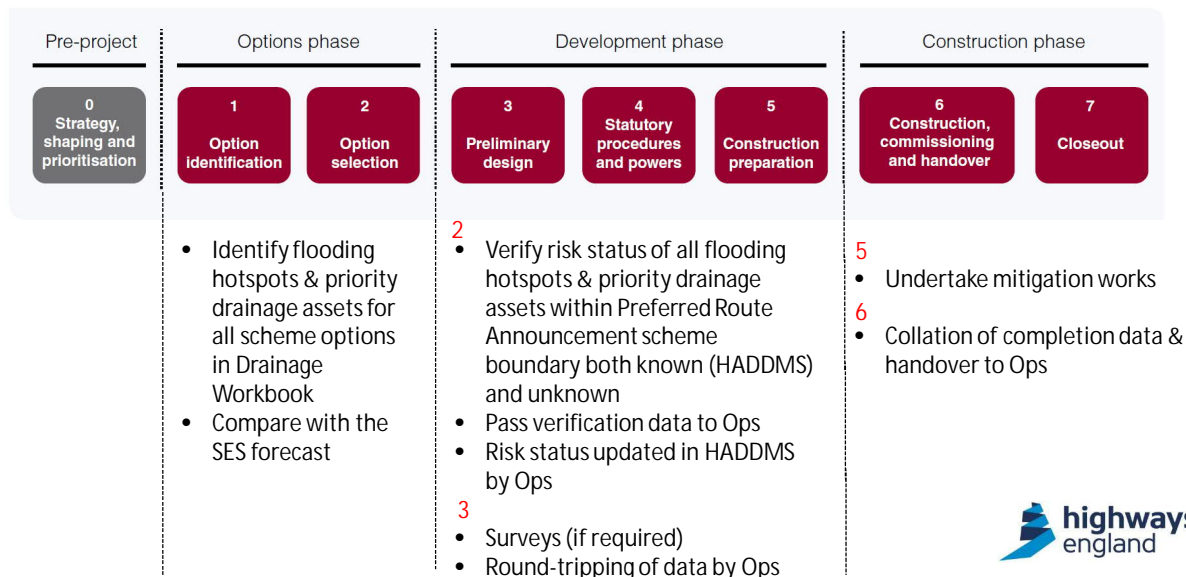 Pre-project
Options phase
Development phase
Construction phase
0
Strategy,
shaping and
prioritisation
1
Option
identification
2
Option
selection
3
Preliminary
design
4
Statutory
procedures
and powers
5
Construction
preparation
6
Construction,
commissioning
and handover
7
Closeout
• Identify flooding
hotspots & priority
drainage assets for
all scheme options
in Drainage
Workbook
• Compare with the
SES forecast
2
• Verify risk status of all flooding
hotspots & priority drainage
assets within Preferred Route
Announcement scheme
boundary both known (HADDMS)
and unknown
• Pass verification data to Ops
• Risk status updated in HADDMS
by Ops
3
• Surveys (if required)
• Round-tripping of data by Ops
5
• Undertake mitigation works
6
• Collation of completion data &
handover to Ops
highways
england